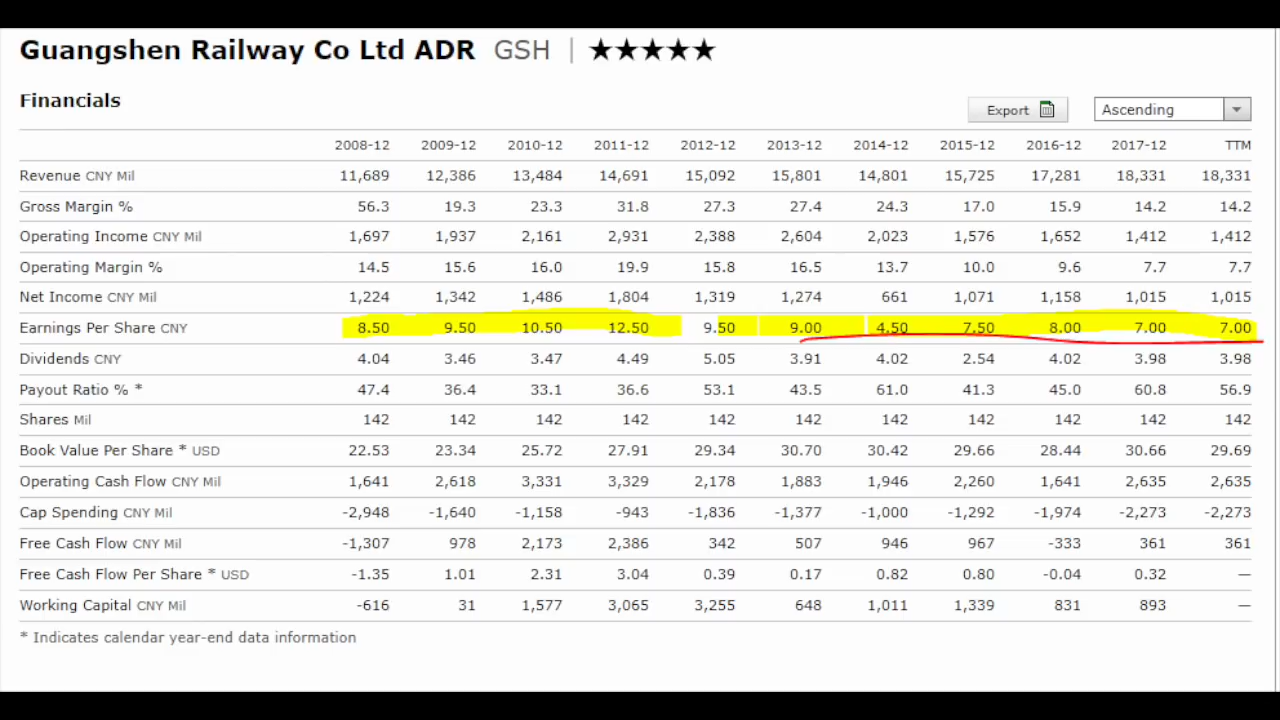 Guangshen Railway Co Ltd ADR GSH | ★★★★★
Financials
Export Ascending
2008-12 2009-12 2010-12 2011-12 2012-12 2013-12 2014-12 2015-12 2016-12 2017-12 TTM
Revenue CNY Mil 11,689 12,386 13,484 14,691 15,092 15,801 14,801 15,725 17,281 18,331 18,331
Gross Margin % 56.3 19.3 23.3 31.8 27.3 27.4 24.3 17.0 15.9 14.2 14.2
Operating Income CNY Mil 1,697 1,937 2,161 2,931 2,388 2,604 2,023 1,576 1,652 1,412 1,412
Operating Margin % 14.5 15.6 16.0 19.9 15.8 16.5 13.7 10.0 9.6 7.7 7.7
Net Income CNY Mil 1,224 1,342 1,486 1,804 1,319 1,274 661 1,071 1,158 1,015 1,015
Earnings Per Share CNY 8.50 9.50 10.50 12.50 9.50 9.00 4.50 7.50 8.00 7.00 7.00
Dividends CNY 4.04 3.46 3.47 4.49 5.05 3.91 4.02 2.54 4.02 3.98 3.98
Payout Ratio % * 47.4 36.4 33.1 36.6 53.1 43.5 61.0 41.3 45.0 60.8 56.9
Shares Mil 142 142 142 142 142 142 142 142 142 142 142
Book Value Per Share * USD 22.53 23.34 25.72 27.91 29.34 30.70 30.42 29.66 28.44 30.66 29.69
Operating Cash Flow CNY Mil 1,641 2,618 3,331 3,329 2,178 1,883 1,946 2,260 1,641 2,635 2,635
Cap Spending CNY Mil -2,948 -1,640 -1,158 -943 -1,836 -1,377 -1,000 -1,292 -1,974 -2,273 -2,273
Free Cash Flow CNY Mil -1,307 978 2,173 2,386 342 507 946 967 -333 361 361
Free Cash Flow Per Share * USD -1.35 1.01 2.31 3.04 0.39 0.17 0.82 0.80 -0.04 0.32 —
Working Capital CNY Mil -616 31 1,577 3,065 3,255 648 1,011 1,339 831 893 —
* Indicates calendar year-end data information